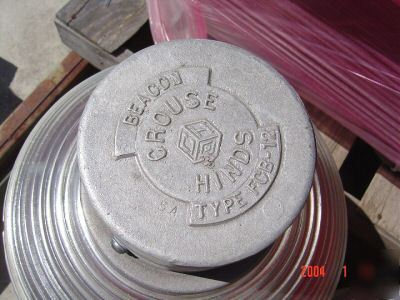 BEACON
CROUSE
HINDS
TYPE FCB-12
SA
2004 1